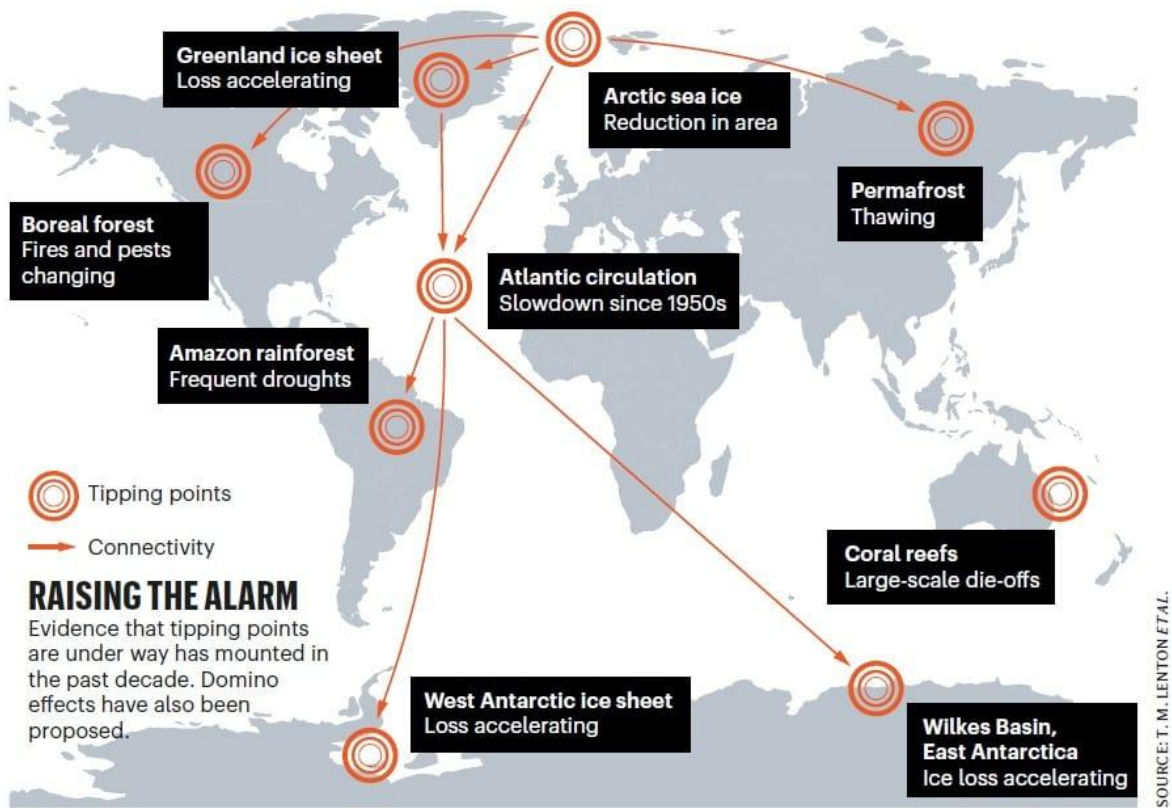 Greenland ice sheet
Loss accelerating
Arctic sea ice
Reduction in area
Permafrost
Thawing
Boreal forest
Fires and pests
changing
Atlantic circulation
Slowdown since 1950s
Amazon rainforest
Frequent droughts
Tipping points
Connectivity
Coral reefs
Large-scale die-offs
RAISING THE ALARM
Evidence that tipping points
are under way has mounted in
the past decade. Domino
effects have also been
proposed.
West Antarctic ice sheet
Loss accelerating
Wilkes Basin,
East Antarctica
Ice loss accelerating
SOURCE: T. M. LENTON ET AL.